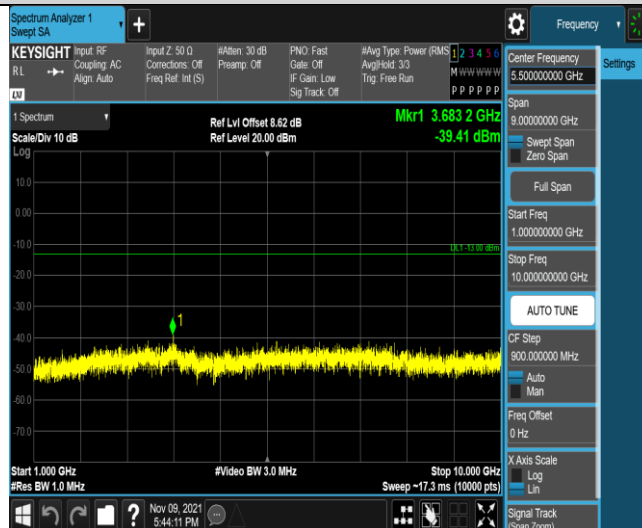 Spectrum Analyzer 1
Swept SA
+
Frequency
KEYSIGHT
RL
LXI
Input: RF
Coupling: AC
Align: Auto
Input Z: 50 Ω
Corrections: Off
Freq Ref: Int (S)
#Atten: 30 dB
Preamp: Off
PNO: Fast
Gate: Off
IF Gain: Low
Sig Track: Off
#Avg Type: Power (RMS
Avg|Hold: 3/3
Trig: Free Run
1 2 3 4 5 6
M W W W W W
P P P P P P
1 Spectrum
Scale/Div 10 dB
Log
Ref Lvl Offset 8.62 dB
Ref Level 20.00 dBm
Mkr1 3.683 2 GHz
-39.41 dBm
10.0
0.00
-10.0
-20.0
-30.0
-40.0
-50.0
-60.0
-70.0
DL1 -13.00 dBm
1
Start 1.000 GHz
#Res BW 1.0 MHz
#Video BW 3.0 MHz
Stop 10.000 GHz
Sweep ~17.3 ms (10000 pts)
?
Nov 09, 2021
5:44:11 PM
Center Frequency
5.500000000 GHz
Span
9.00000000 GHz
Swept Span
Zero Span
Full Span
Start Freq
1.000000000 GHz
Stop Freq
10.000000000 GHz
AUTO TUNE
CF Step
900.000000 MHz
Auto
Man
Freq Offset
0 Hz
X Axis Scale
Log
Lin
Signal Track
(Span Zoom)
Settings